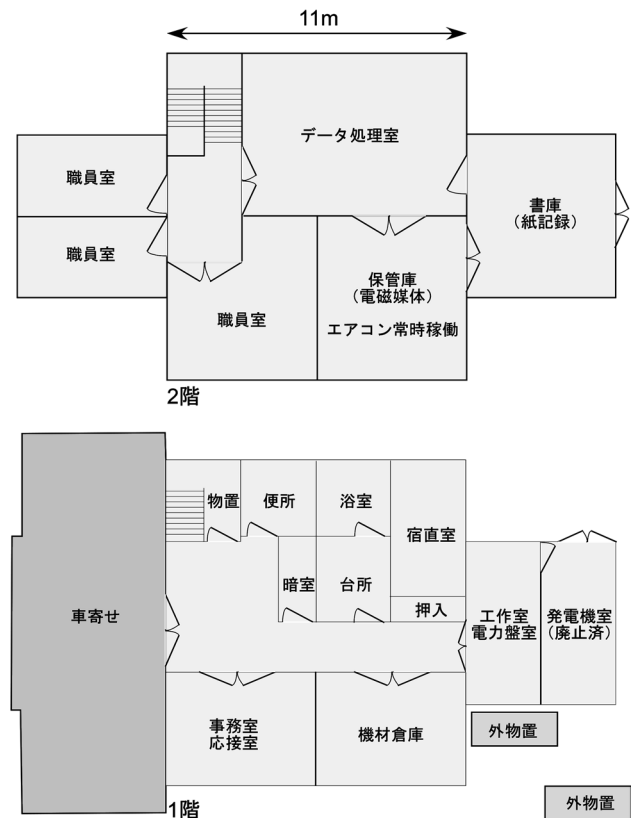 11m
データ処理室
職員室
書庫
(紙記録)
職員室
職員室
保管庫
(電磁媒体)
エアコン常時稼働
2階
物置
便所
浴室
宿直室
暗室
台所
押入
車寄せ
工作室
電力盤室
発電機室
(廃止済)
事務室
応接室
機材倉庫
外物置
外物置
1階